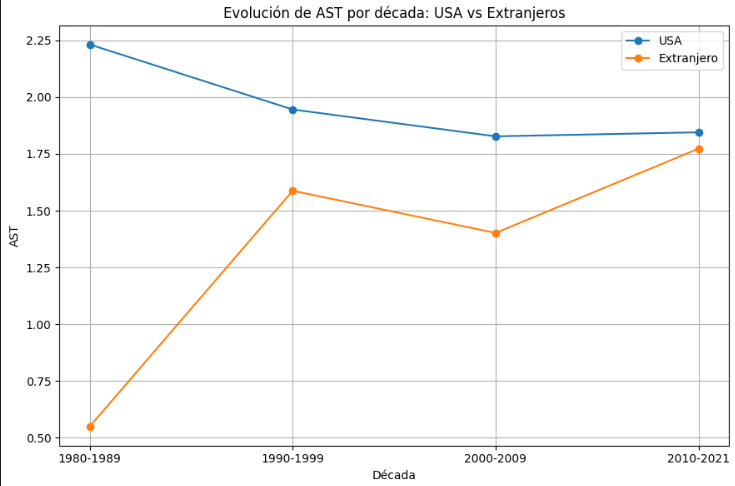 Evolución de AST por década: USA vs Extranjeros
USA
Extranjero
2.25
2.00
1.75
1.50
1.25
1.00
0.75
0.50
AST
1980-1989
1990-1999
2000-2009
2010-2021
Década